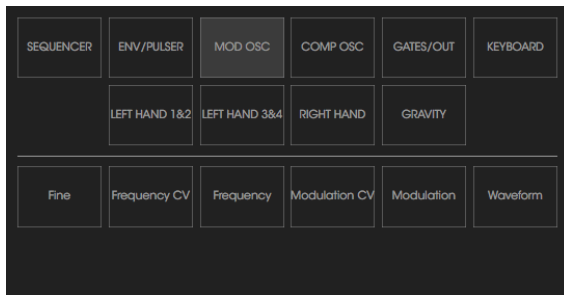 SEQUENCER ENV/PULSER MOD OSC COMP OSC GATES/OUT KEYBOARD
LEFT HAND 1&2 LEFT HAND 3&4 RIGHT HAND GRAVITY
Fine Frequency CV Frequency Modulation CV Modulation Waveform